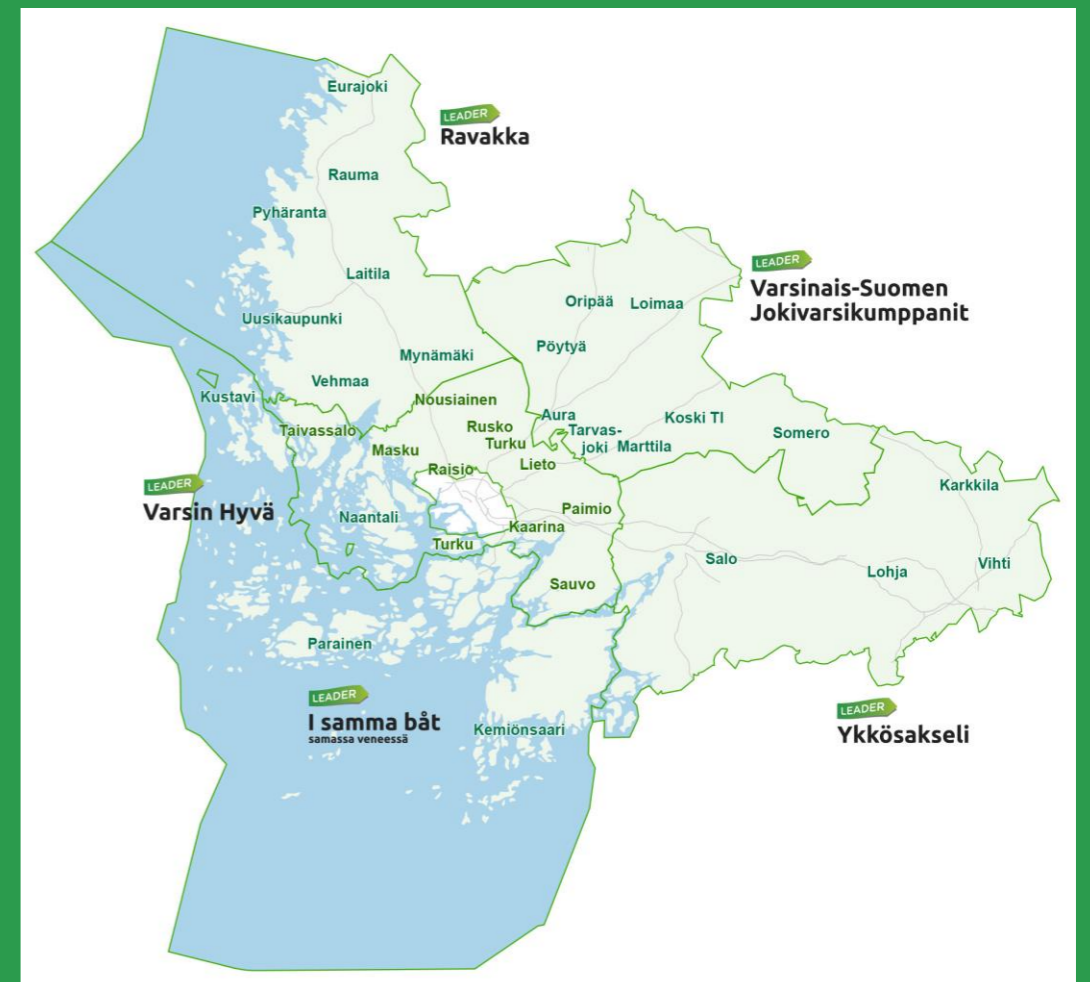 Eurajoki
LEADER
Ravakka
Rauma
Pyhäranta
LEADER
Varsinais-Suomen
Jokivarsikumppanit
Laitila
Oripää
Loimaa
Uusikaupunki
Pöytyä
Mynämäki
Vehmaa
Kustavi
Nousiainen
Aura
Koski Tl
Taivassalo
Rusko
Tarvas-
joki
Marttila
Somero
Turku
Masku
Raisio
Lieto
LEADER
Varsin Hyvä
Karkkila
Naantali
Paimio
Kaarina
Turku
Salo
Vihti
Lohja
Sauvo
Parainen
LEADER
I samma båt
samassa veneessä
Kemiönsaari
LEADER
Ykkösakseli